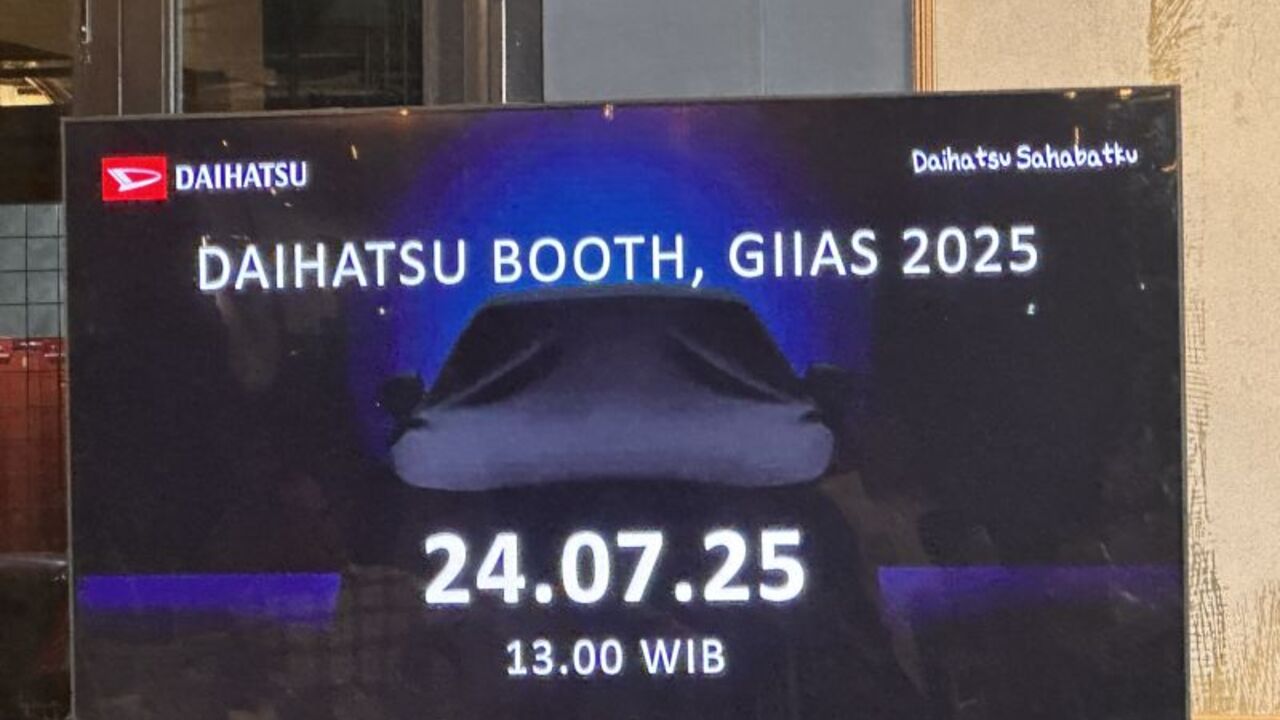 DAIHATSU
Daihatsu Sahabatku
DAIHATSU BOOTH, GIIAS 2025
24.07.25
13.00 WIB